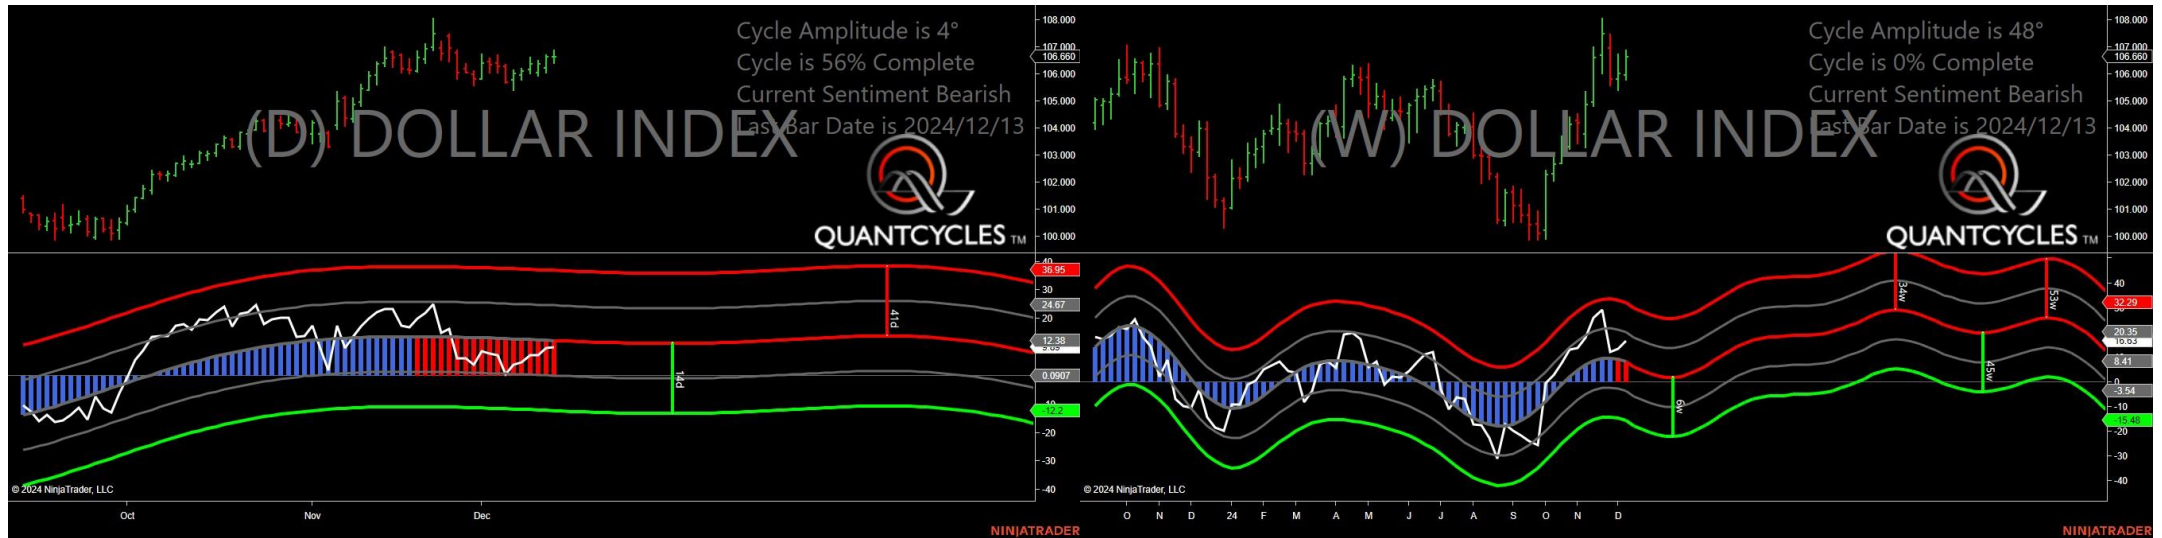 Cycle Amplitude is 4°
Cycle is 56% Complete
Current Sentiment Bearish
Last Bar Date is 2024/12/13
(D) DOLLAR INDEX
QUANTCYCLES TM
108.000
107.000
106.660
106.000
105.000
104.000
103.000
102.000
101.000
100.000
40
36.95
30
24.67
20
12.38
0.0907
-10
-12.2
-20
-30
-40
41d
14d
© 2024 NinjaTrader, LLC
Oct Nov Dec
NINJATRADER
Cycle Amplitude is 48°
Cycle is 0% Complete
Current Sentiment Bearish
Last Bar Date is 2024/12/13
(W) DOLLAR INDEX
QUANTCYCLES TM
108.000
107.000
106.660
106.000
105.000
104.000
103.000
102.000
101.000
100.000
40
32.29
20.35
16.63
8.41
0
-3.54
-10
-15.48
-20
-30
-40
34w
53w
45w
6w
© 2024 NinjaTrader, LLC
O N D 24 F M A M J J A S O N D
NINJATRADER